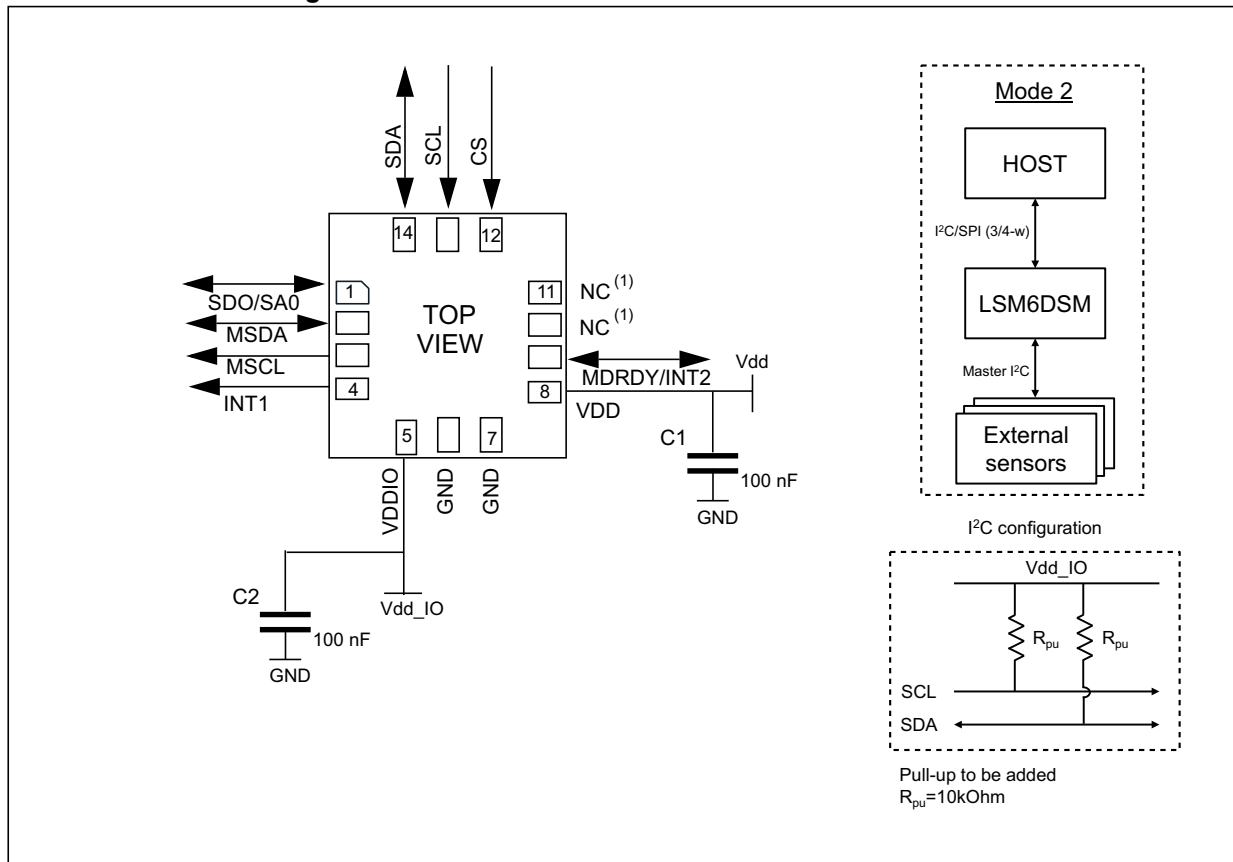 SDA
SCL
CS
14
12
1
SDO/SA0
MSDA
MSCL
4
INT1
TOP
VIEW
11
NC(1)
NC(1)
MDRDY/INT2
8
VDD
Vdd
5
7
VDDIO
GND
GND
C1
100 nF
GND
C2
100 nF
GND
Vdd_IO
Mode 2
HOST
I²C/SPI (3/4-w)
LSM6DSM
Master I²C
External
sensors
I²C configuration
Vdd_IO
Rpu
Rpu
SCL
SDA
Pull-up to be added
Rpu=10kOhm